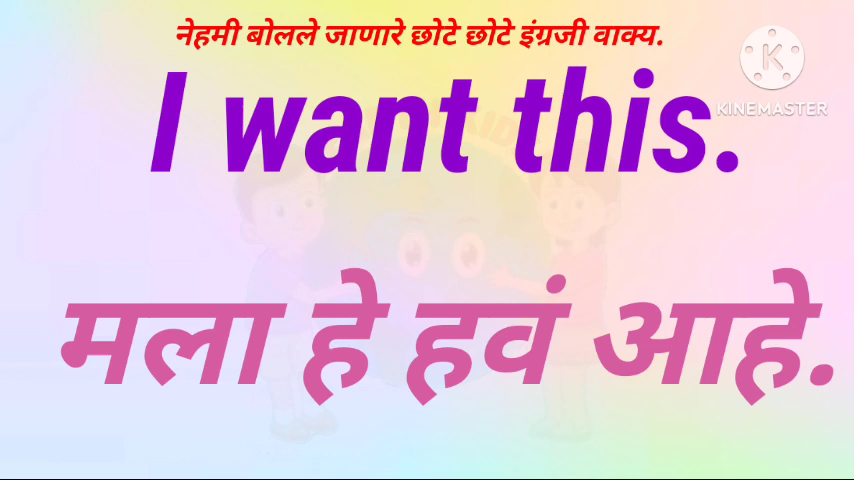 नेहमी बोलले जाणारे छोटे छोटे इंग्रजी वाक्य.
I want this.
KINEMASTER
मला हे हवं आहे.